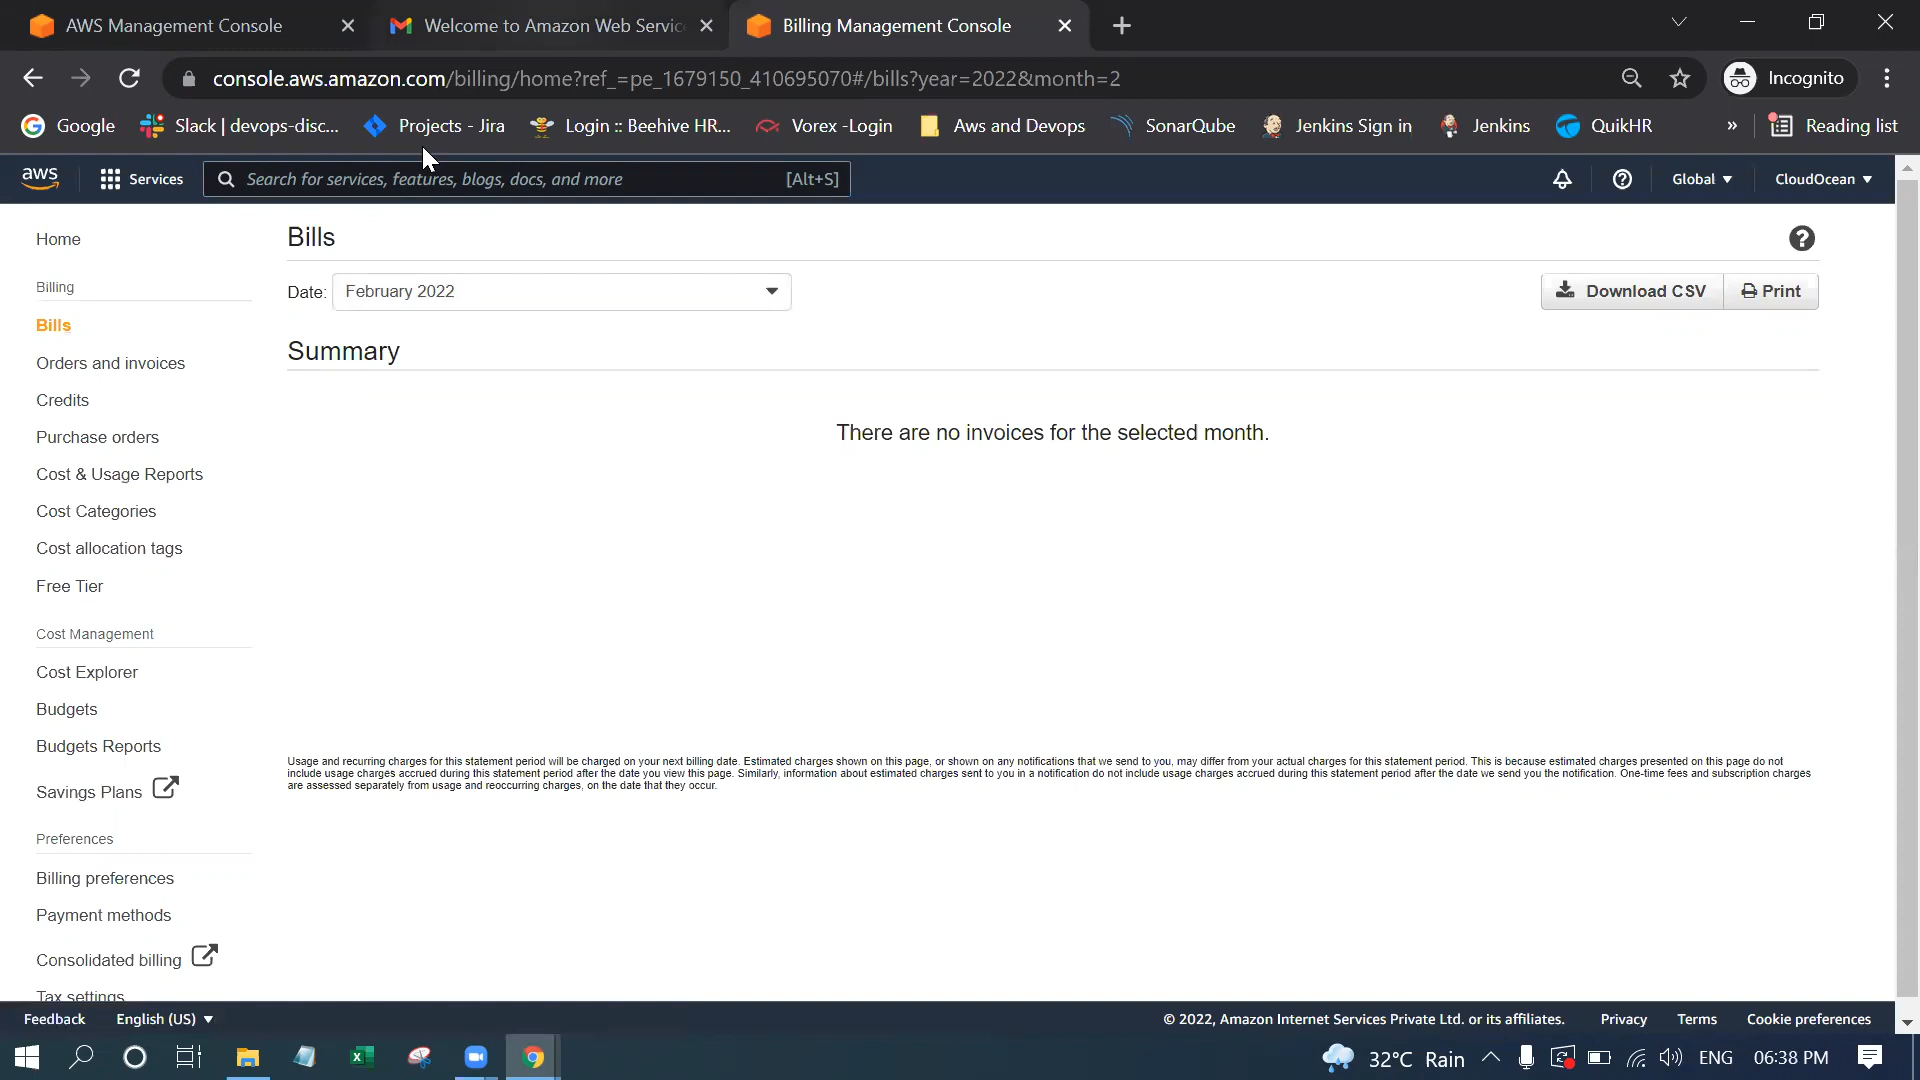 AWS Management Console
Welcome to Amazon Web Servic
Billing Management Console
console.aws.amazon.com/billing/home?ref_=pe_1679150_410695070#/bills?year=2022&month=2
Incognito
Google
Slack | devops-disc...
Projects - Jira
Login :: Beehive HR...
Vorex -Login
Aws and Devops
SonarQube
Jenkins Sign in
Jenkins
QuikHR
»
Reading list
aws
Services
Search for services, features, blogs, docs, and more
[Alt+S]
Global
CloudOcean
Home
Billing
Bills
Orders and invoices
Credits
Purchase orders
Cost & Usage Reports
Cost Categories
Cost allocation tags
Free Tier
Cost Management
Cost Explorer
Budgets
Budgets Reports
Savings Plans
Preferences
Billing preferences
Payment methods
Consolidated billing
Tax settings
Bills
Date:
February 2022
Download CSV
Print
Summary
There are no invoices for the selected month.
Usage and recurring charges for this statement period will be charged on your next billing date. Estimated charges shown on this page, or shown on any notifications that we send to you, may differ from your actual charges for this statement period. This is because estimated charges presented on this page do not
include usage charges accrued during this statement period after the date you view this page. Similarly, information about estimated charges sent to you in a notification do not include usage charges accrued during this statement period after the date we send you the notification. One-time fees and subscription charges
are assessed separately from usage and reoccurring charges, on the date that they occur.
Feedback
English (US)
© 2022, Amazon Internet Services Private Ltd. or its affiliates.
Privacy
Terms
Cookie preferences
32°C Rain
ENG
06:38 PM